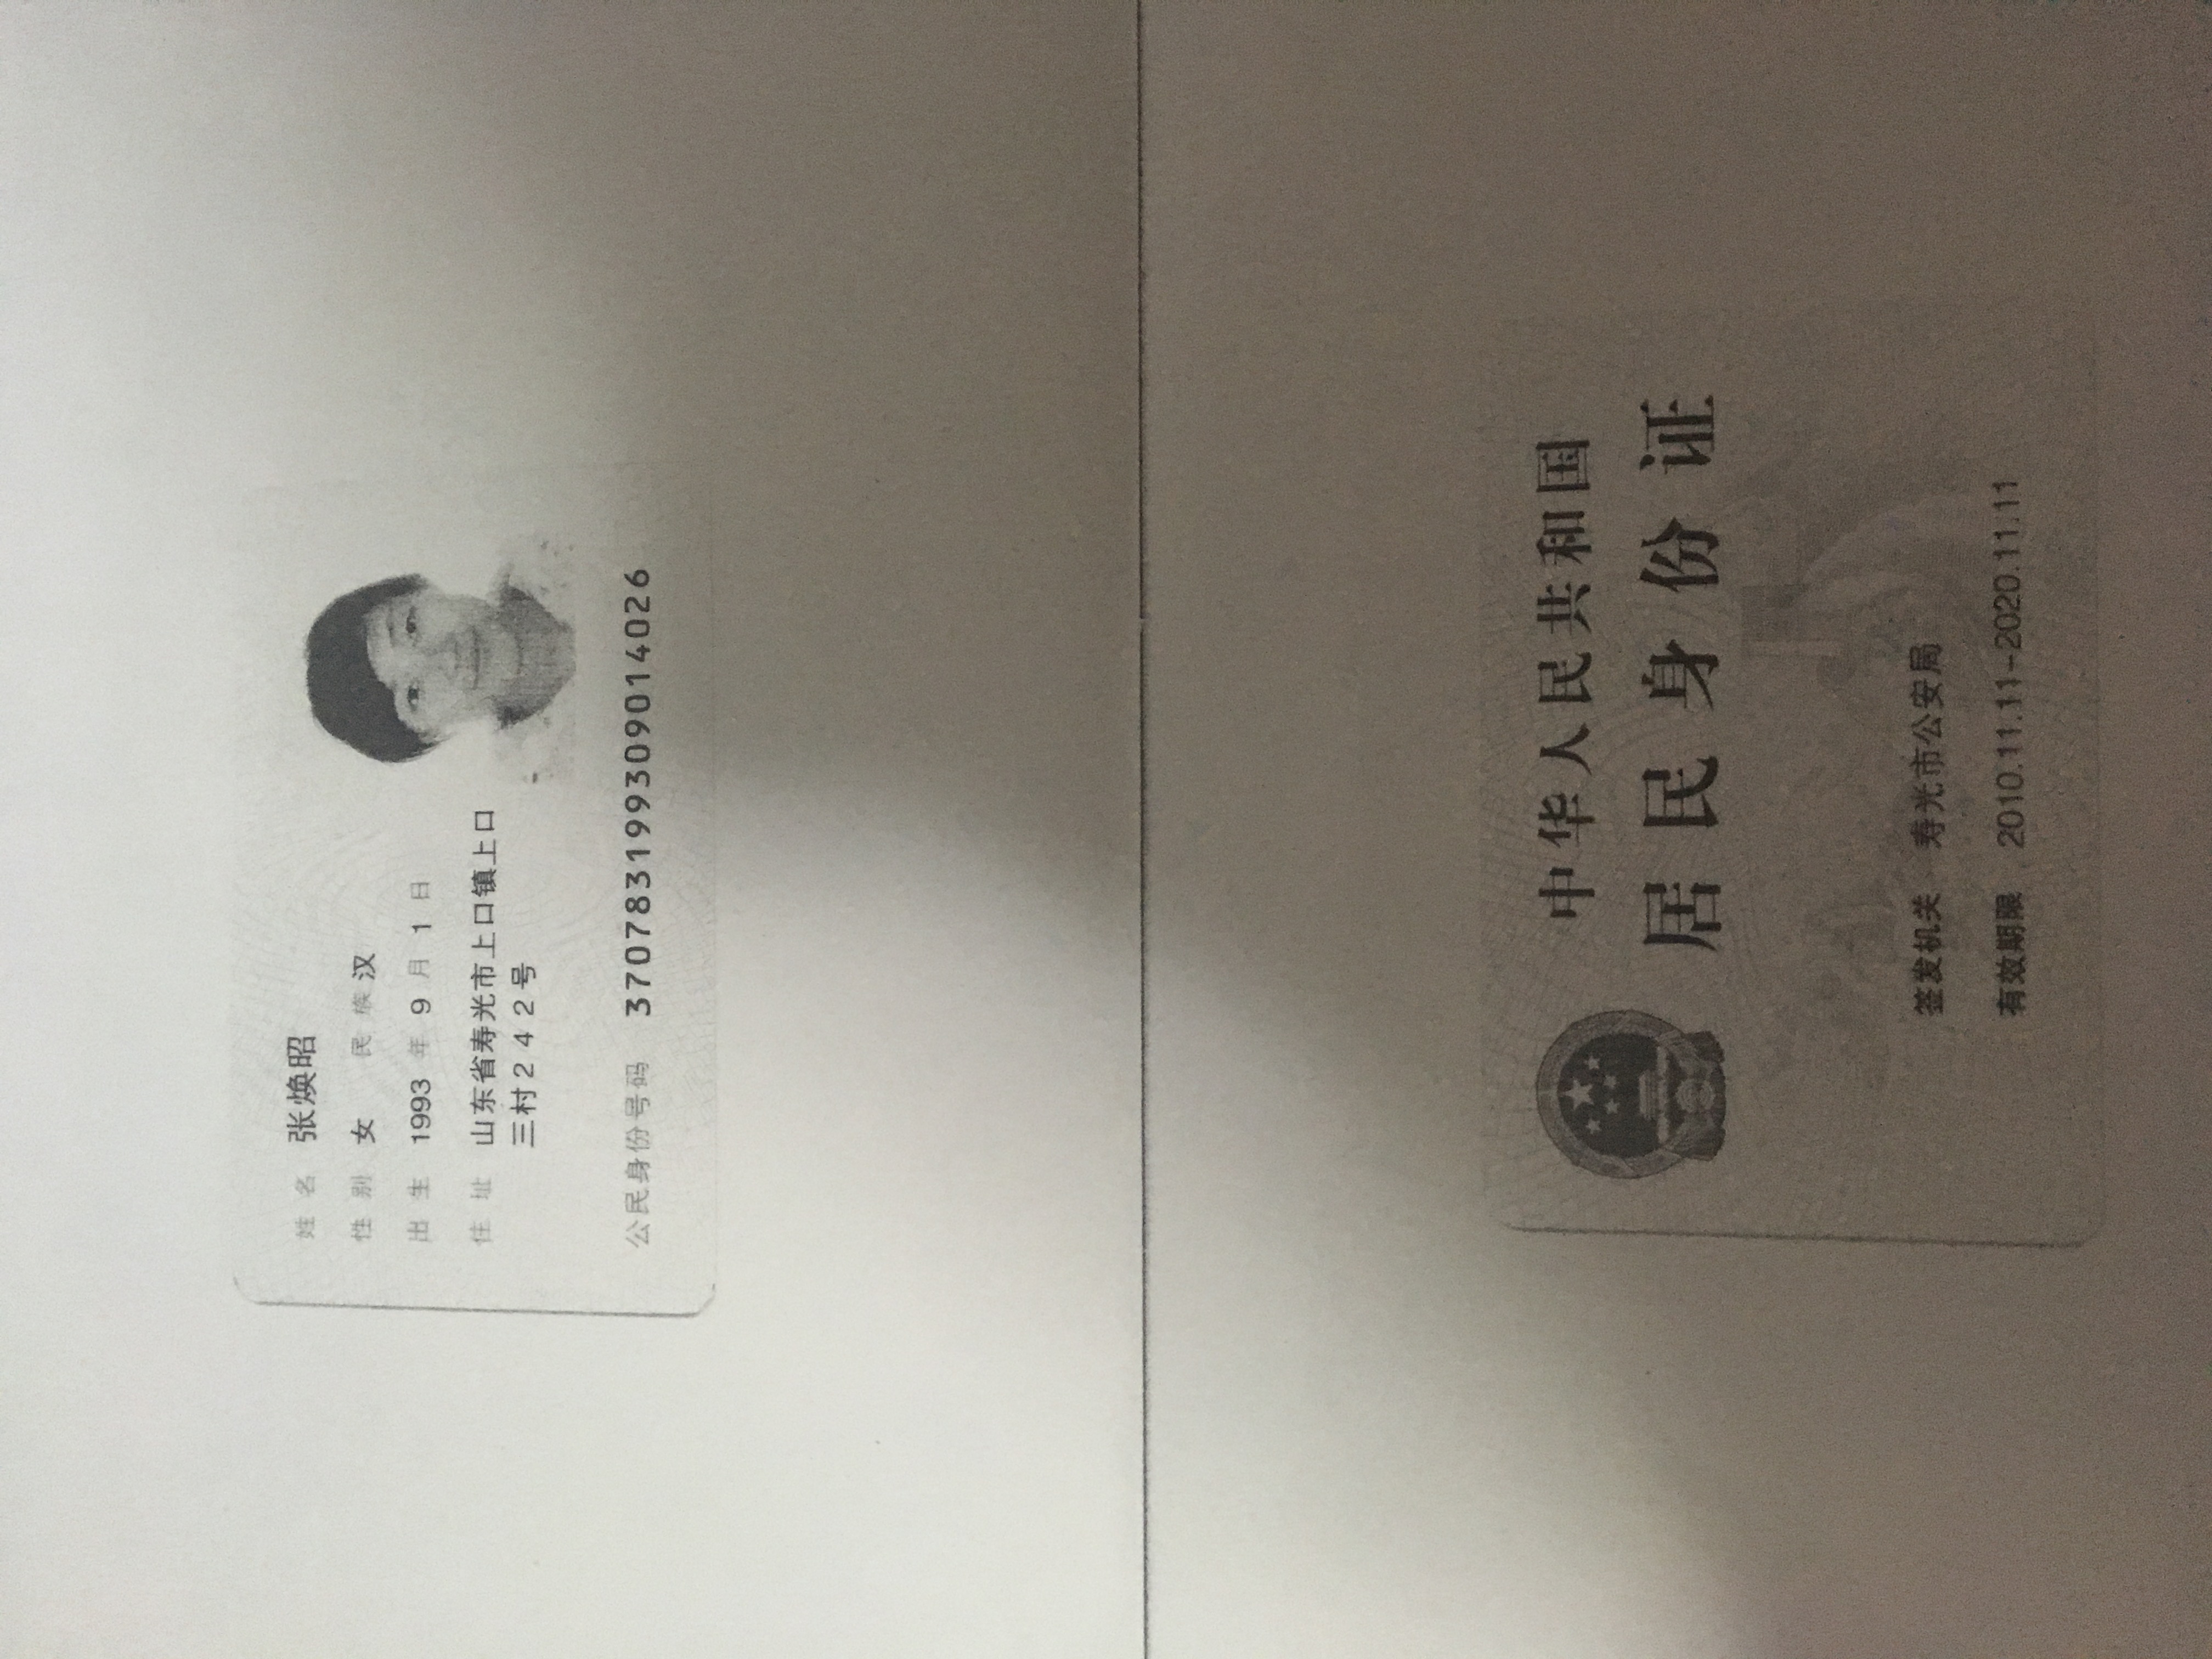 姓名 张焕昭
性别 女 民族 汉
出生 1993年9月1日
住址 山东省寿光市上口镇上口
三村242号
公民身份号码 370783199309014026
中华人民共和国
居民身份证
签发机关 寿光市公安局
有效期限 2010.11.11-2020.11.11